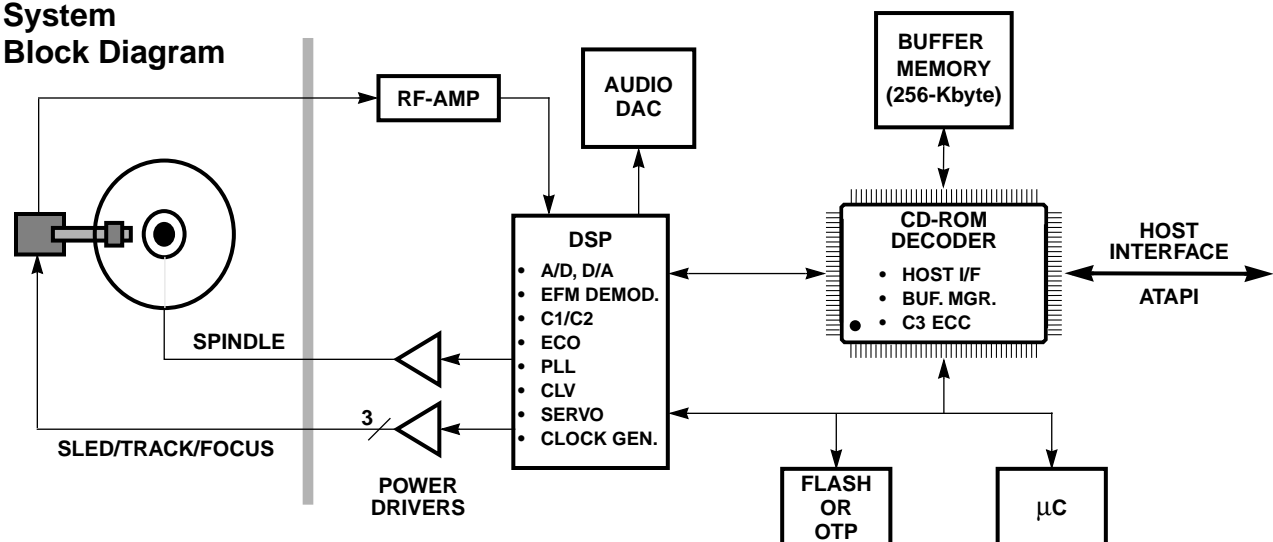 System
Block Diagram
RF-AMP
AUDIO
DAC
BUFFER
MEMORY
(256-Kbyte)
DSP
• A/D, D/A
• EFM DEMOD.
• C1/C2
• ECO
• PLL
• CLV
• SERVO
• CLOCK GEN.
CD-ROM
DECODER
• HOST I/F
• BUF. MGR.
• C3 ECC
HOST
INTERFACE
ATAPI
SPINDLE
3
SLED/TRACK/FOCUS
POWER
DRIVERS
FLASH
OR
OTP
µC